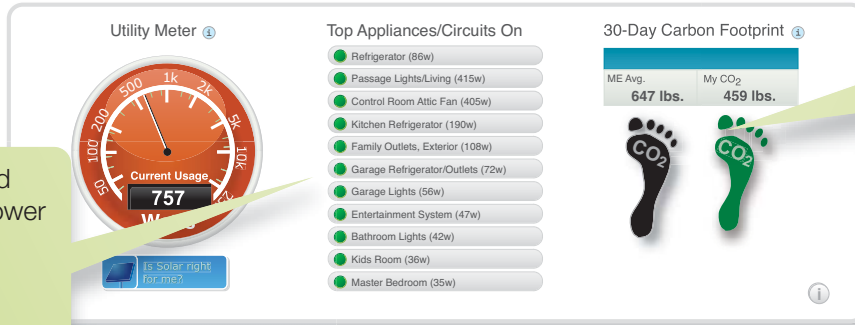 Utility Meter
Top Appliances/Circuits On
30-Day Carbon Footprint
50
100
200
500
1k
2k
5k
10k
Current Usage
757
Is Solar right
for me?
Refrigerator (86w)
Passage Lights/Living (415w)
Control Room Attic Fan (405w)
Kitchen Refrigerator (190w)
Family Outlets, Exterior (108w)
Garage Refrigerator/Outlets (72w)
Garage Lights (56w)
Entertainment System (47w)
Bathroom Lights (42w)
Kids Room (36w)
Master Bedroom (35w)
ME Avg.
My CO2
647 lbs.
459 lbs.
CO2
CO2